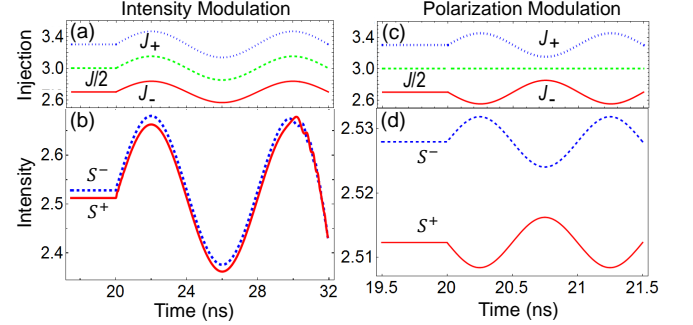 Intensity Modulation
Polarization Modulation
(a)
J+
J/2
J-
Injection
3.4
3.0
2.6
(c)
J+
J/2
J-
3.4
3.0
2.6
(b)
S−
S+
Intensity
2.6
2.5
2.4
20
24
28
32
Time (ns)
(d)
S−
S+
2.53
2.52
2.51
19.5
20
20.5
21
21.5
Time (ns)